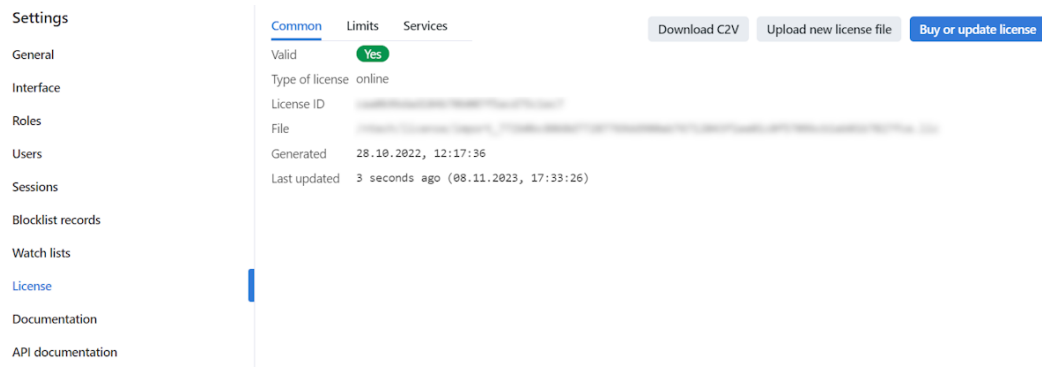 Settings
General
Interface
Roles
Users
Sessions
Blocklist records
Watch lists
License
Documentation
API documentation
Common Limits Services
Download C2V Upload new license file Buy or update license
Valid Yes
Type of license online
License ID
File
Generated 28.10.2022, 12:17:36
Last updated 3 seconds ago (08.11.2023, 17:33:26)